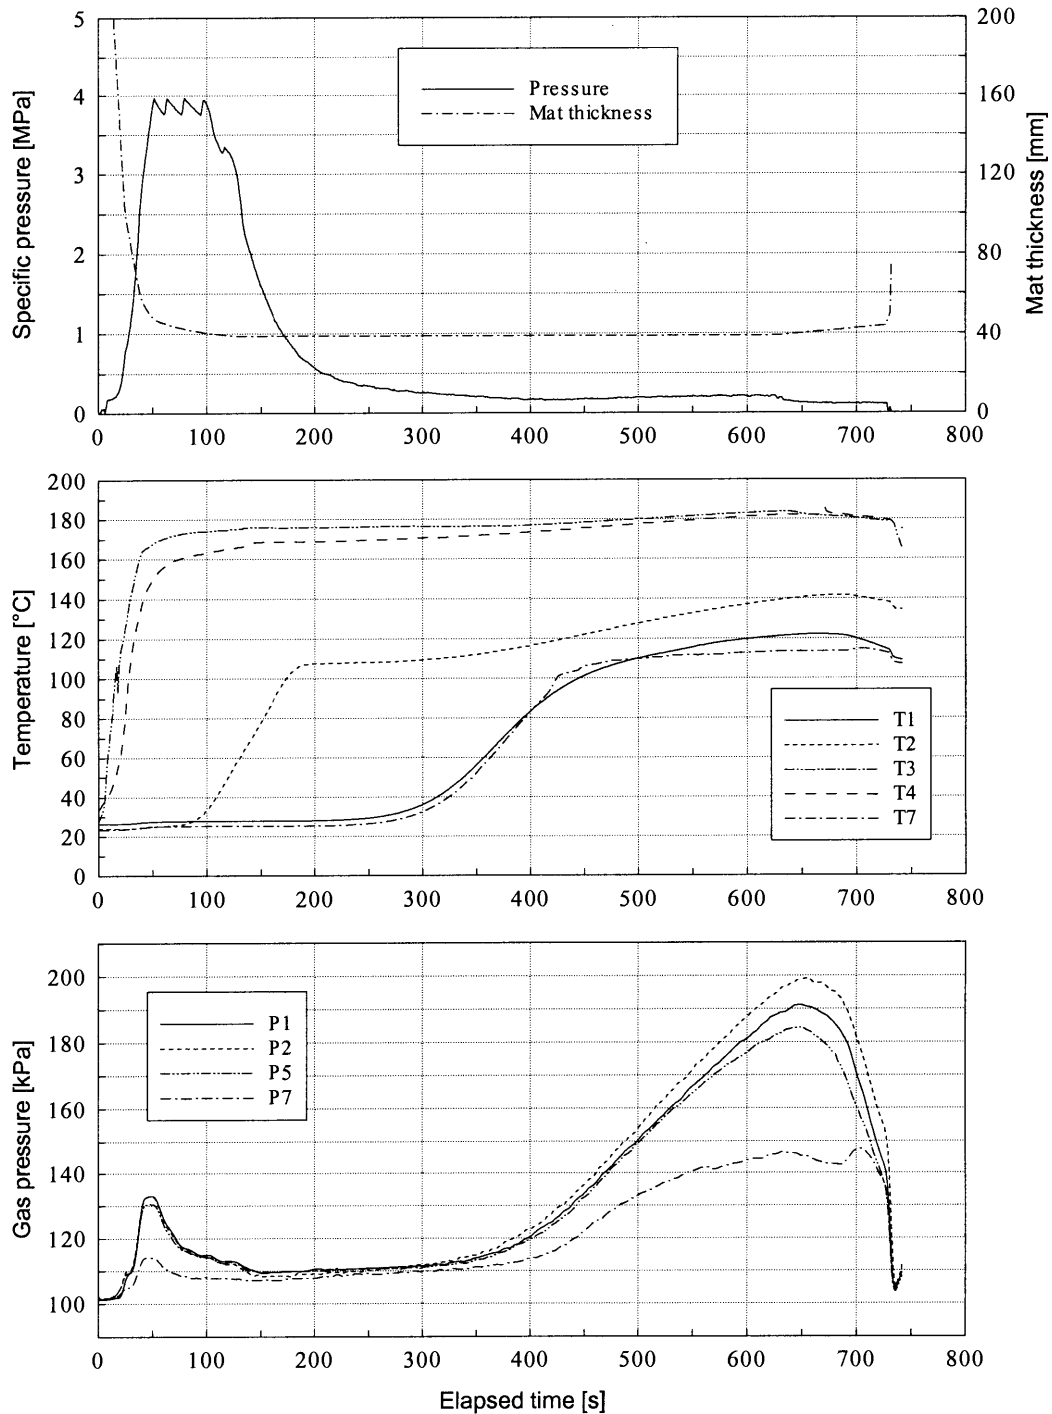 5
4
3
2
1
0
Specific pressure [MPa]
200
160
120
80
40
0
Mat thickness [mm]
Pressure
Mat thickness
0 100 200 300 400 500 600 700 800
200
180
160
140
120
100
80
60
40
20
0
Temperature [°C]
T1
T2
T3
T4
T7
0 100 200 300 400 500 600 700 800
200
180
160
140
120
100
Gas pressure [kPa]
P1
P2
P5
P7
0 100 200 300 400 500 600 700 800
Elapsed time [s]